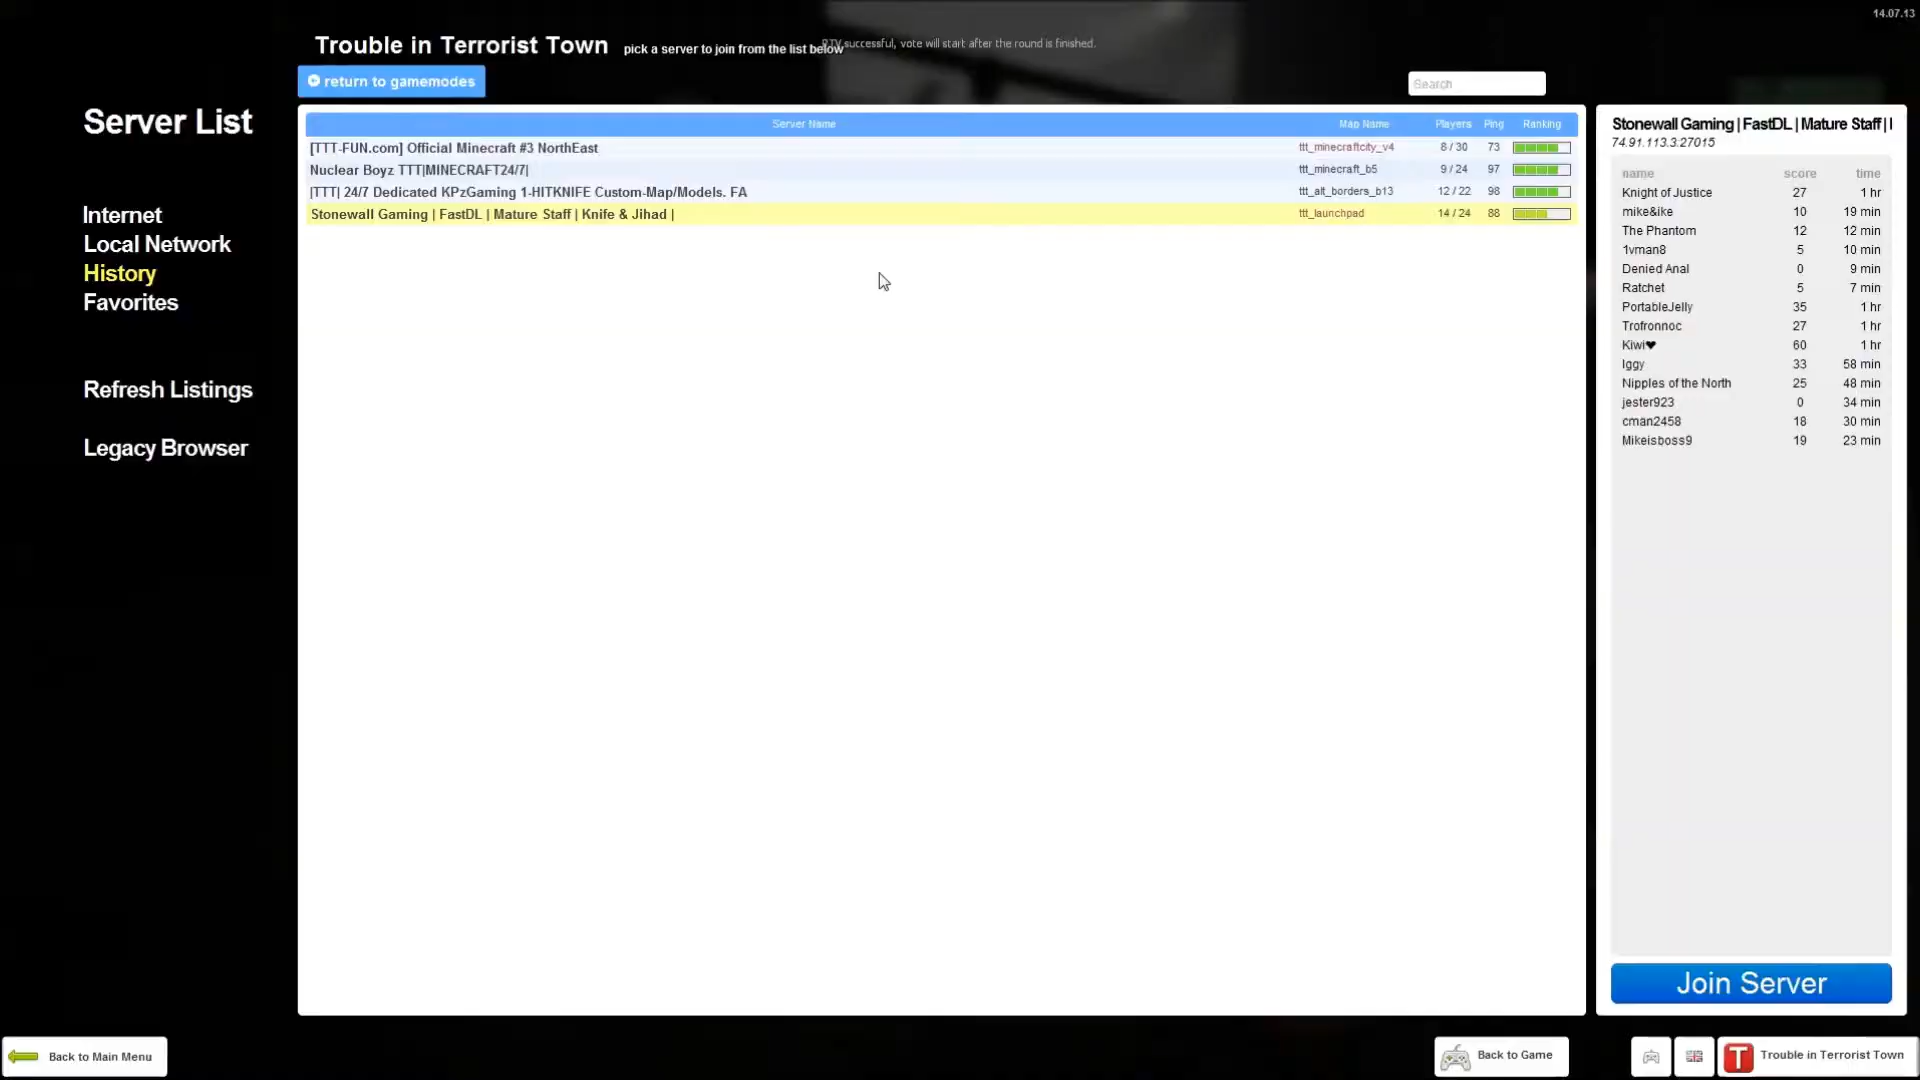 14.07.13
Trouble in Terrorist Town pick a server to join from the list below
RTV successful, vote will start after the round is finished.
return to gamemodes
Search
Server List
Internet
Local Network
History
Favorites
Refresh Listings
Legacy Browser
Server Name Map Name Players Ping Ranking
[TTT-FUN.com] Official Minecraft #3 NorthEast ttt_minecraftcity_v4 8 / 30 73
Nuclear Boyz TTT|MINECRAFT24/7| ttt_minecraft_b5 9 / 24 97
|TTT| 24/7 Dedicated KPzGaming 1-HITKNIFE Custom-Map/Models. FA ttt_alt_borders_b13 12 / 22 98
Stonewall Gaming | FastDL | Mature Staff | Knife & Jihad | ttt_launchpad 14 / 24 88
Stonewall Gaming | FastDL | Mature Staff |
74.91.113.3:27015
name score time
Knight of Justice 27 1 hr
mike&ike 10 19 min
The Phantom 12 12 min
1vman8 5 10 min
Denied Anal 0 9 min
Ratchet 5 7 min
PortableJelly 35 1 hr
Trofronnoc 27 1 hr
Kiwi♥ 60 1 hr
Iggy 33 58 min
Nipples of the North 25 48 min
jester923 0 34 min
cman2458 18 30 min
Mikeisboss9 19 23 min
Join Server
Back to Main Menu
Back to Game
T Trouble in Terrorist Town